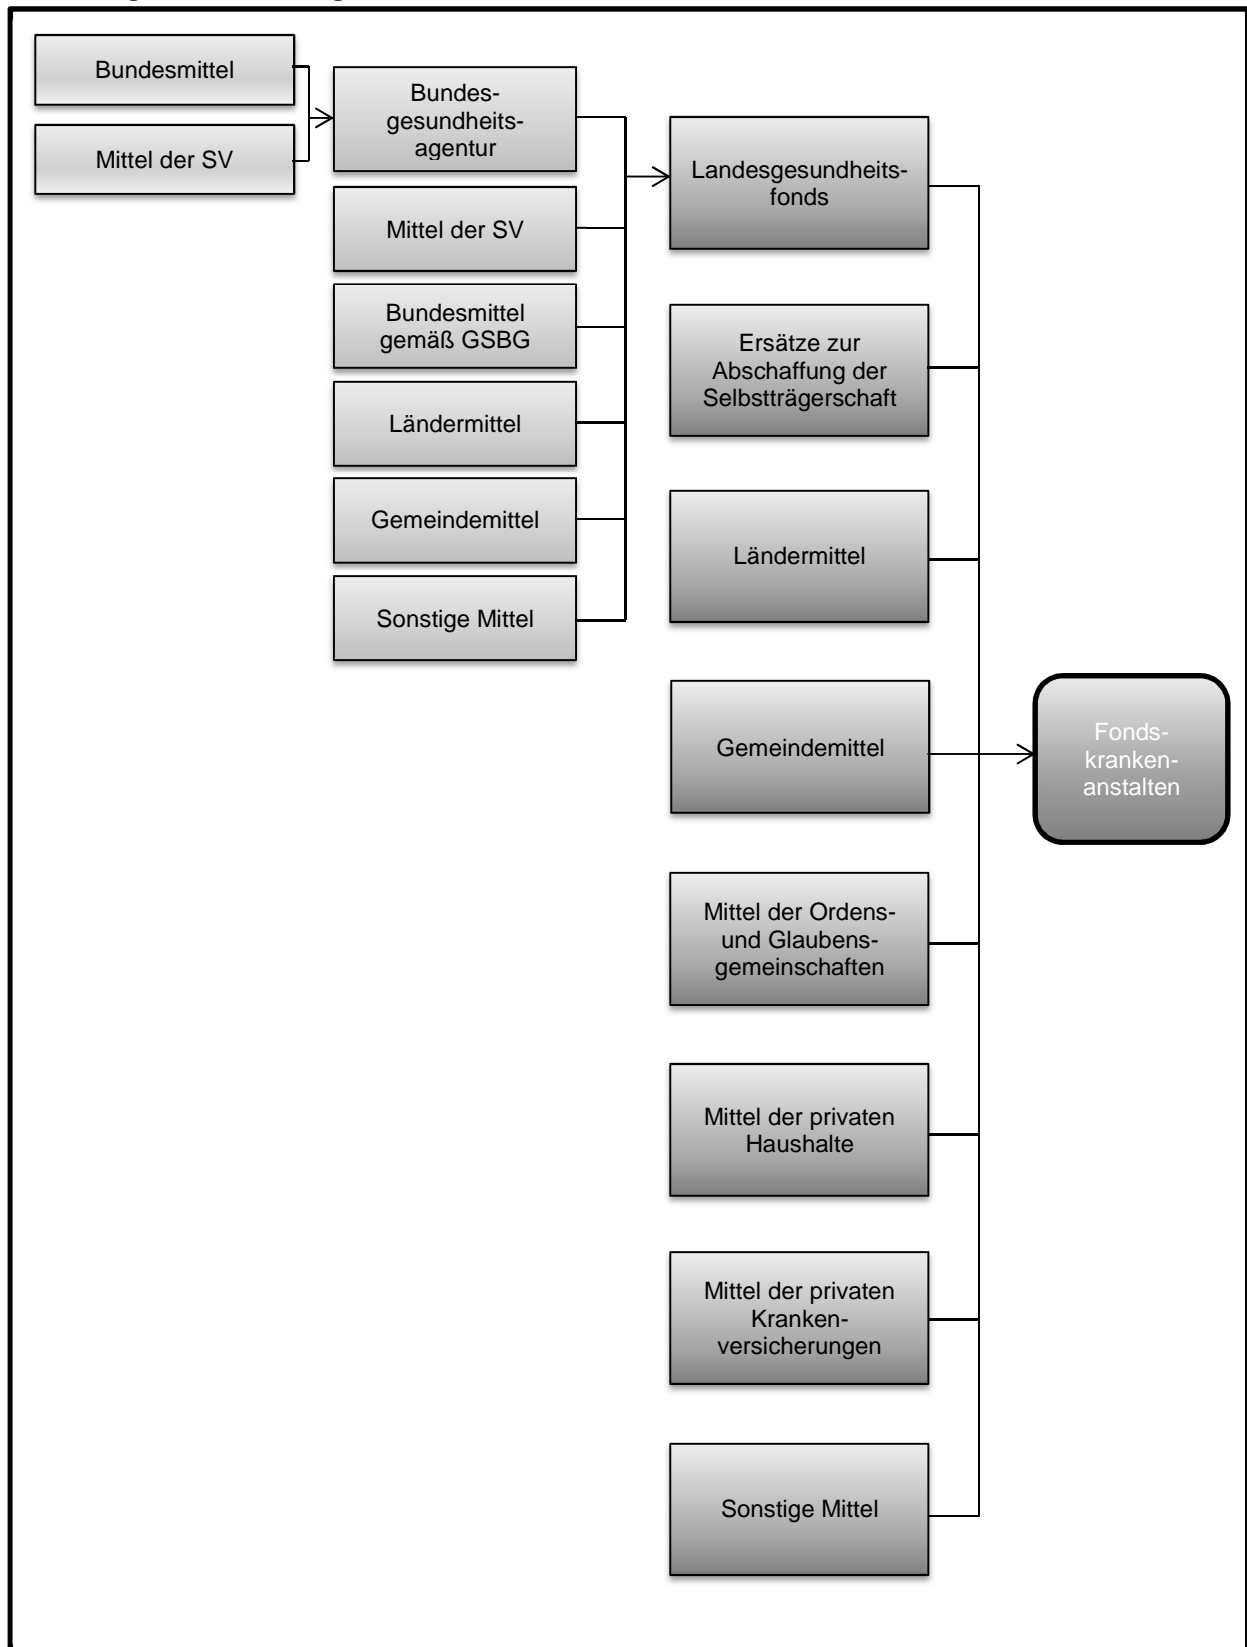 Bundesmittel
Mittel der SV
Bundes-
gesundheits-
agentur
Mittel der SV
Bundesmittel
gemäß GSBG
Ländermittel
Gemeindemittel
Sonstige Mittel
Landesgesundheits-
fonds
Ersätze zur
Abschaffung der
Selbstträgerschaft
Ländermittel
Gemeindemittel
Mittel der Ordens-
und Glaubens-
gemeinschaften
Mittel der privaten
Haushalte
Mittel der privaten
Kranken-
versicherungen
Sonstige Mittel
Fonds-
kranken-
anstalten